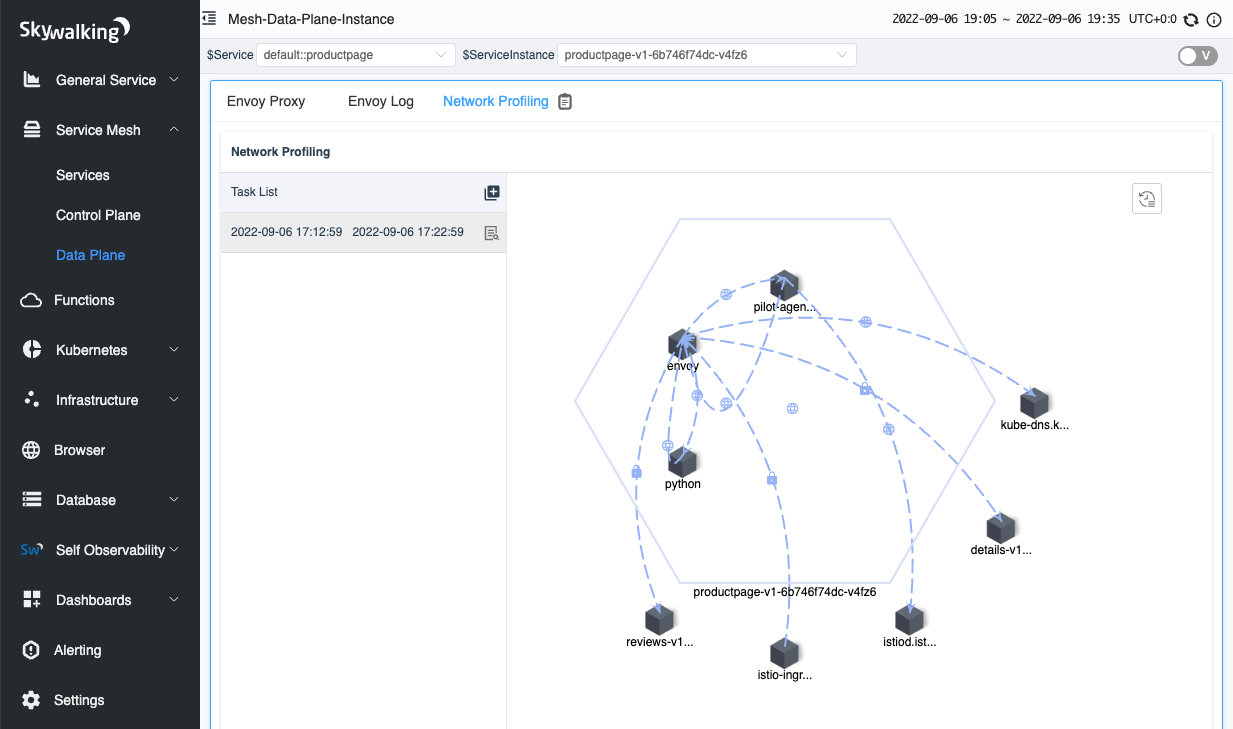 Skywalking
Mesh-Data-Plane-Instance
2022-09-06 19:05 ~ 2022-09-06 19:35 UTC+0:0
$Service default::productpage $ServiceInstance productpage-v1-6b746f74dc-v4fz6 V
General Service
Service Mesh
Services
Control Plane
Data Plane
Functions
Kubernetes
Infrastructure
Browser
Database
Sw Self Observability
Dashboards
Alerting
Settings
Envoy Proxy Envoy Log Network Profiling
Network Profiling
Task List
2022-09-06 17:12:59 2022-09-06 17:22:59
pilot-agen...
envoy
kube-dns.k...
python
details-v1...
productpage-v1-6b746f74dc-v4fz6
reviews-v1...
istiod.ist...
istio-ingr...